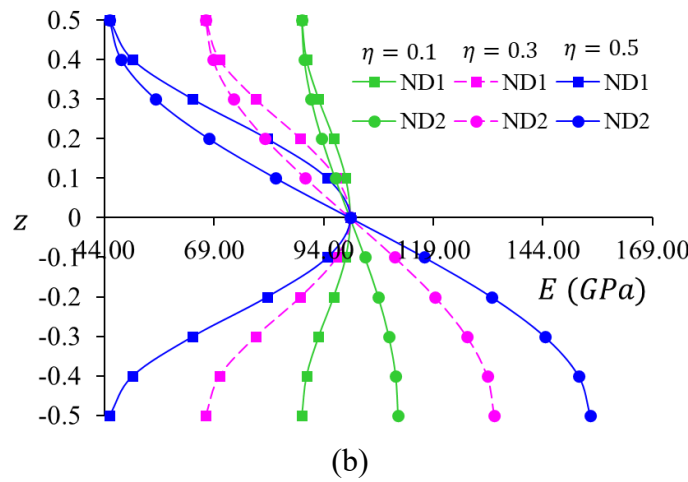 0.5
η = 0.1 η = 0.3 η = 0.5
0.4
ND1 ND1 ND1
0.3
ND2 ND2 ND2
0.2
0.1
z 0
44.00 69.00 94.00 119.00 144.00 169.00
-0.1
E (GPa)
-0.2
-0.3
-0.4
-0.5
(b)